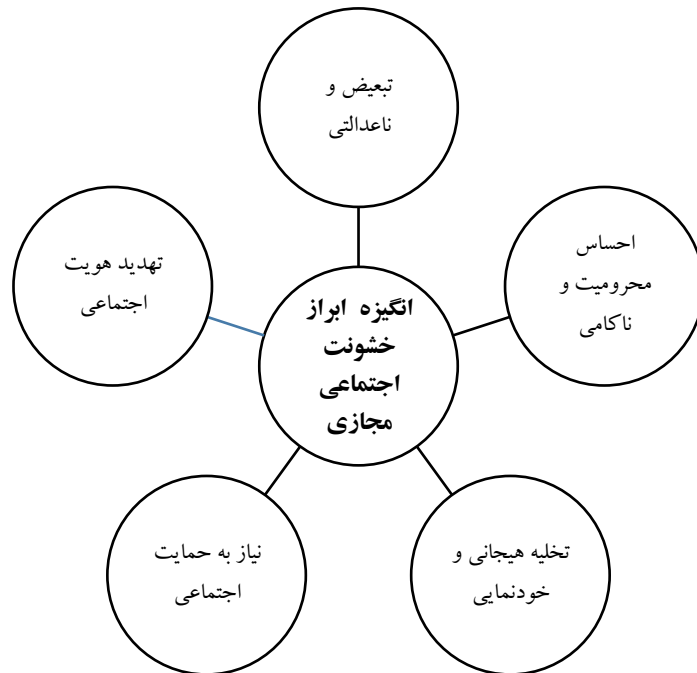 تبعیض و
ناعدالتی
احساس
محرومیت و
ناکامی
تخلیه هیجانی و
خودنمایی
نیاز به حمایت
اجتماعی
تهدید هویت
اجتماعی
انگیزه ابراز
خشونت
اجتماعی
مجازی